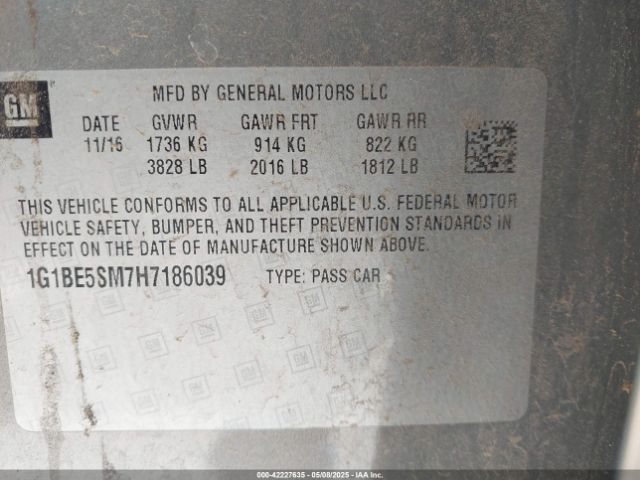 GM
MFD BY GENERAL MOTORS LLC
DATE GVWR GAWR FRT GAWR RR
11/16 1736 KG 914 KG 822 KG
3828 LB 2016 LB 1812 LB
THIS VEHICLE CONFORMS TO ALL APPLICABLE U.S. FEDERAL MOTOR
VEHICLE SAFETY, BUMPER, AND THEFT PREVENTION STANDARDS IN
EFFECT ON THE DATE OF MANUFACTURE SHOWN ABOVE.
1G1BE5SM7H7186039 TYPE: PASS CAR
000-42227635 - 05/08/2025 - IAA Inc.